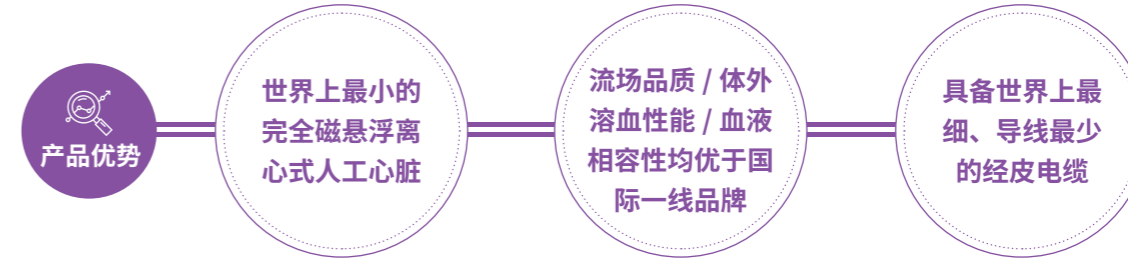 产品优势
世界上最小的
完全磁悬浮离
心式人工心脏
流场品质 / 体外
溶血性能 / 血液
相容性均优于国
际一线品牌
具备世界上最
细、导线最少
的经皮电缆